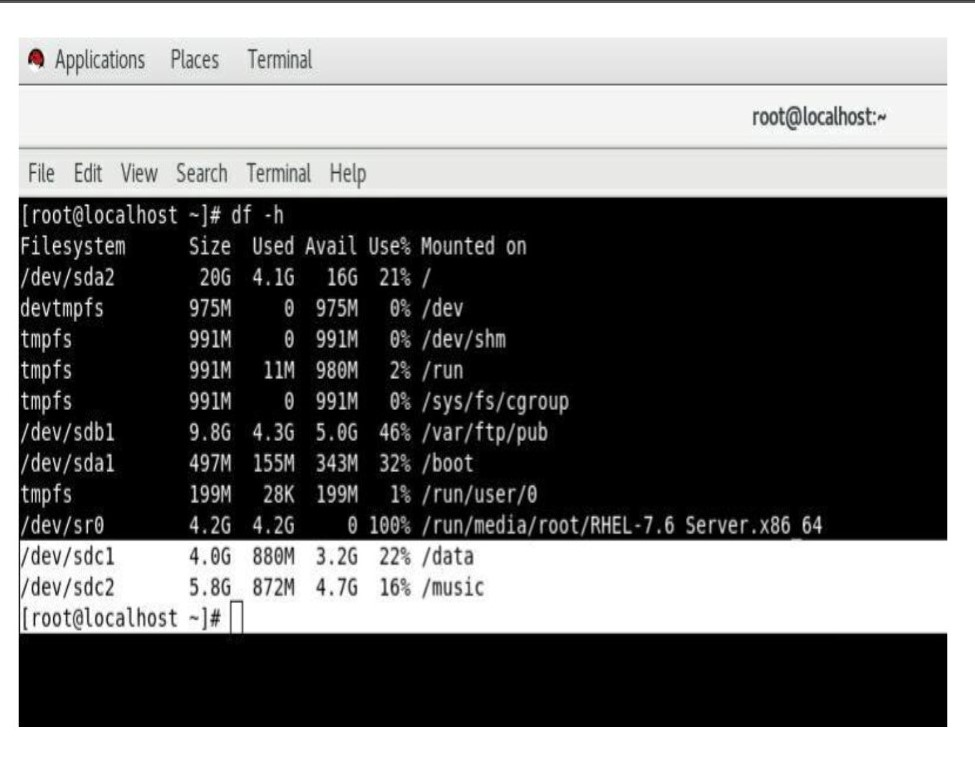 Applications Places Terminal
root@localhost:~
File Edit View Search Terminal Help
[root@localhost ~]# df -h
Filesystem Size Used Avail Use% Mounted on
/dev/sda2 20G 4.1G 16G 21% /
devtmpfs 975M 0 975M 0% /dev
tmpfs 991M 0 991M 0% /dev/shm
tmpfs 991M 11M 980M 2% /run
tmpfs 991M 0 991M 0% /sys/fs/cgroup
/dev/sdb1 9.8G 4.3G 5.0G 46% /var/ftp/pub
/dev/sda1 497M 155M 343M 32% /boot
tmpfs 199M 28K 199M 1% /run/user/0
/dev/sr0 4.2G 4.2G 0 100% /run/media/root/RHEL-7.6 Server.x86_64
/dev/sdc1 4.0G 880M 3.2G 22% /data
/dev/sdc2 5.8G 872M 4.7G 16% /music
[root@localhost ~]#